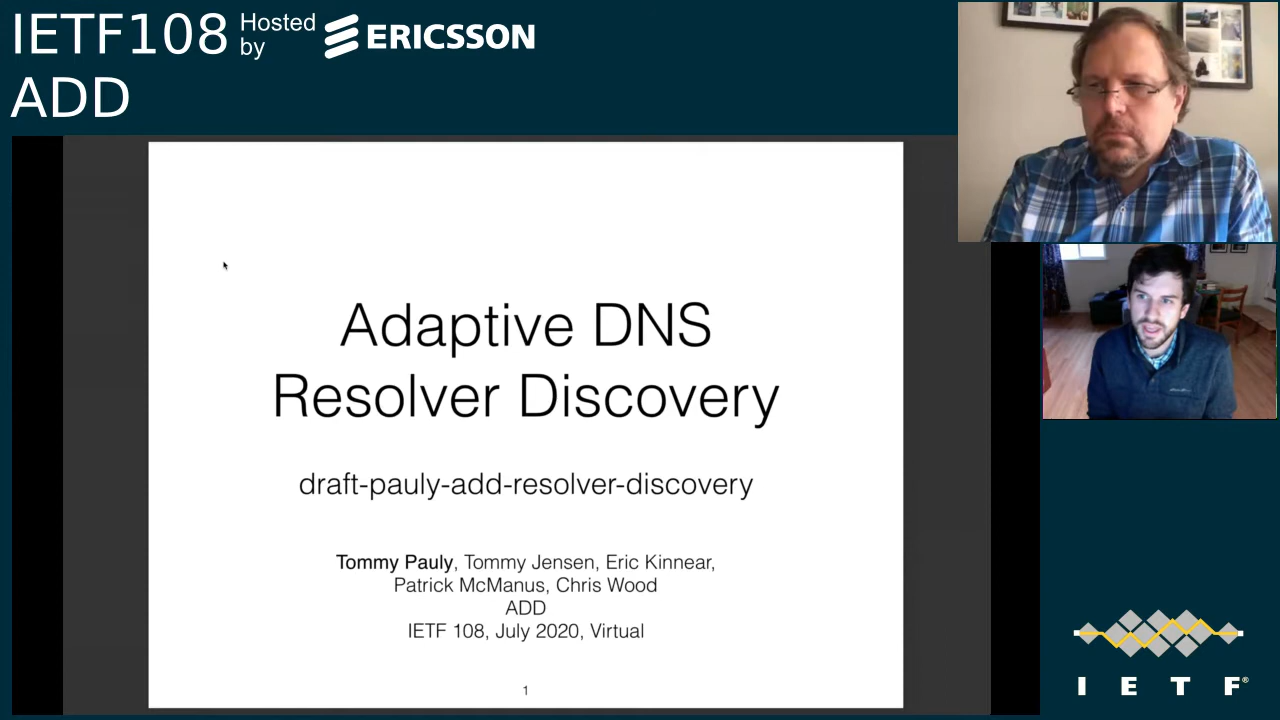 IETF108 Hosted by ERICSSON
ADD
Adaptive DNS
Resolver Discovery
draft-pauly-add-resolver-discovery
Tommy Pauly, Tommy Jensen, Eric Kinnear,
Patrick McManus, Chris Wood
ADD
IETF 108, July 2020, Virtual
1
I E T F®